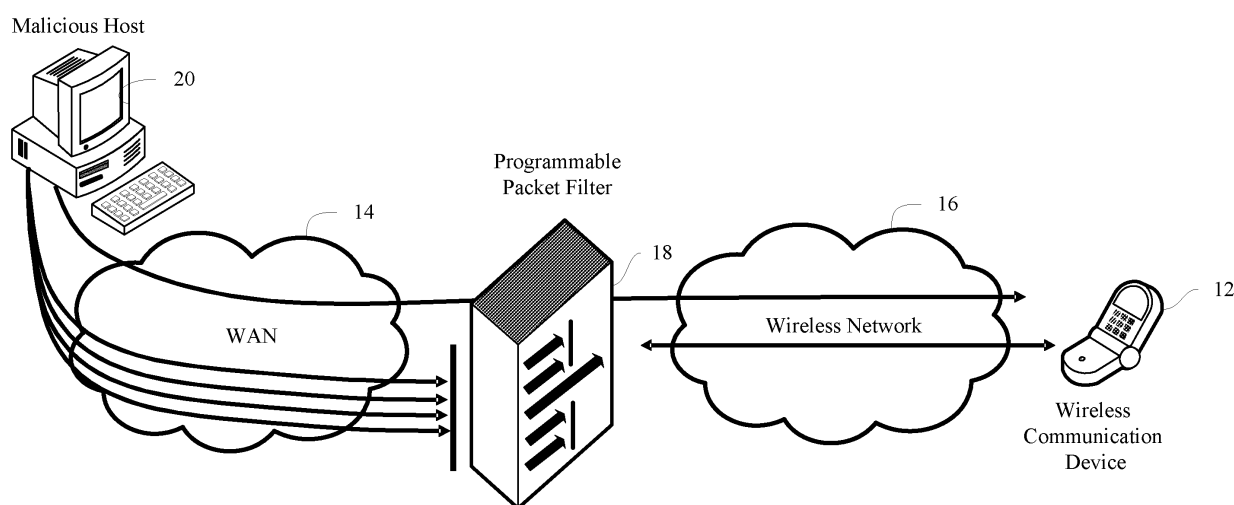 Malicious Host
20
Programmable
Packet Filter
14
16
18
12
WAN
Wireless Network
Wireless
Communication
Device